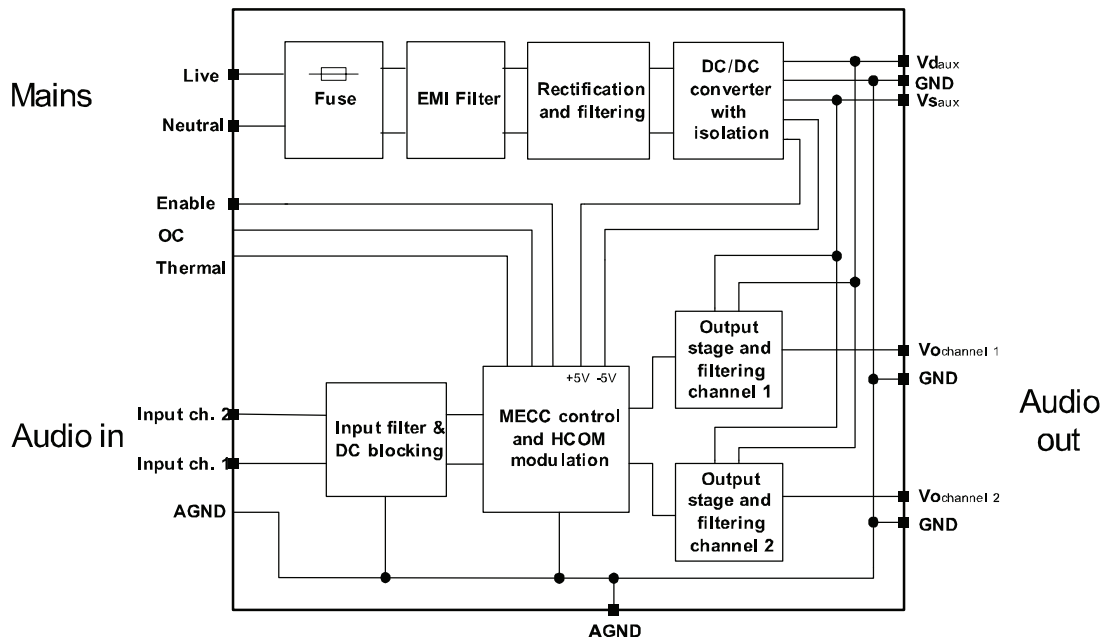 Mains
Live
Neutral
Fuse
EMI Filter
Rectification
and filtering
DC/DC
converter
with
isolation
Vdaux
GND
Vsaux
Enable
OC
Thermal
Output
stage and
filtering
channel 1
Vochannel 1
GND
+5V -5V
MECC control
and HCOM
modulation
Audio in
Input ch. 2
Input ch. 1
AGND
Input filter &
DC blocking
Output
stage and
filtering
channel 2
Vochannel 2
GND
Audio
out
AGND